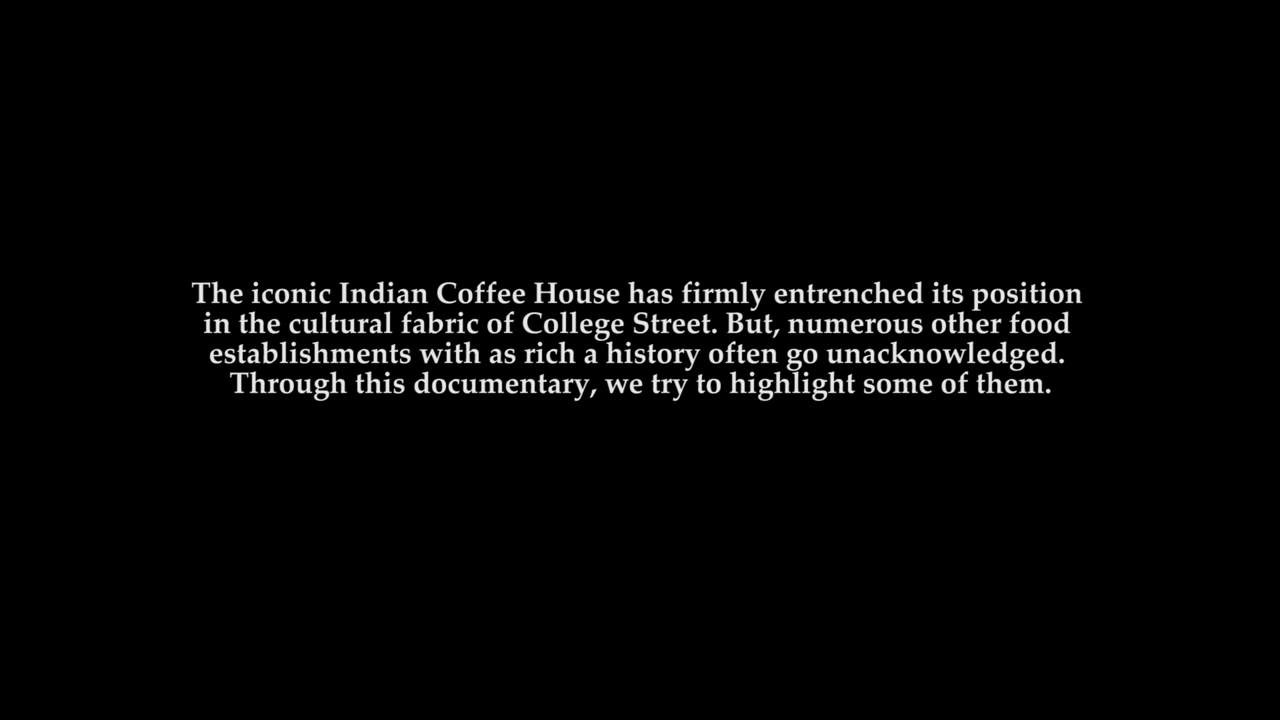 The iconic Indian Coffee House has firmly entrenched its position
in the cultural fabric of College Street. But, numerous other food
establishments with as rich a history often go unacknowledged.
Through this documentary, we try to highlight some of them.